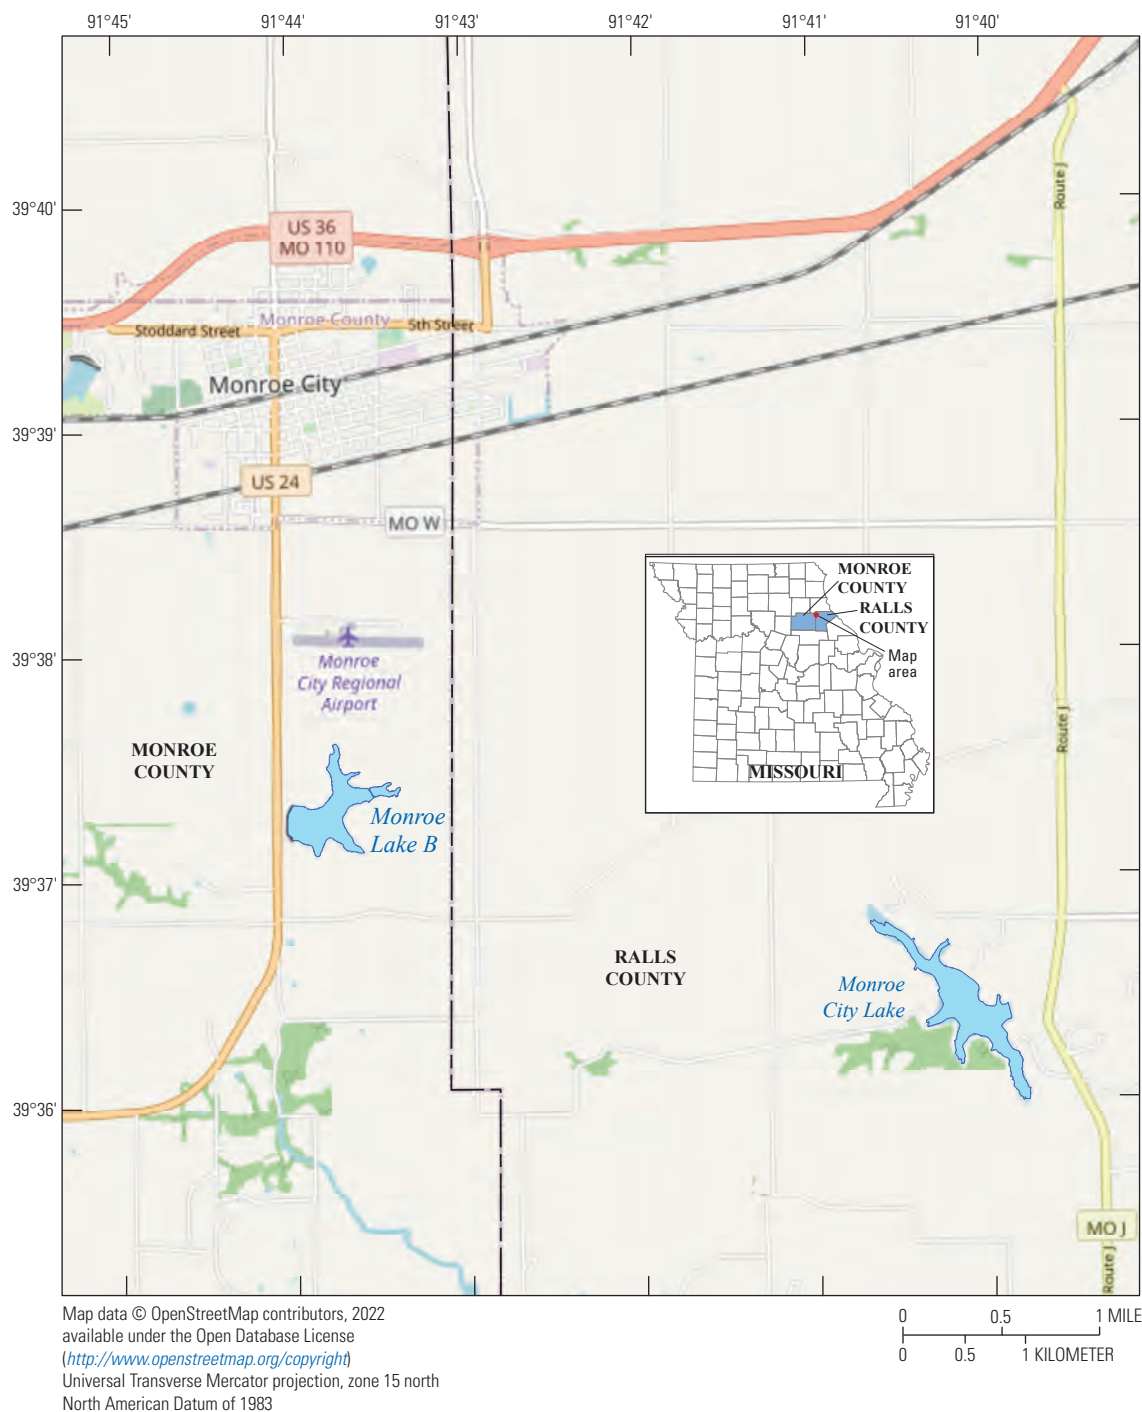 91°45'
91°44'
91°43'
91°42'
91°41'
91°40'
39°40'
39°39'
39°38'
39°37'
39°36'
Route J
US 36
MO 110
Monroe County
Stoddard Street
5th Street
Monroe City
US 24
MO W
MONROE
COUNTY
RALLS
COUNTY
Map
area
MISSOURI
Monroe
City Regional
Airport
Route J
MONROE
COUNTY
Monroe
Lake B
RALLS
COUNTY
Monroe
City Lake
MO J
Route J
Map data © OpenStreetMap contributors, 2022
available under the Open Database License
(http://www.openstreetmap.org/copyright)
Universal Transverse Mercator projection, zone 15 north
North American Datum of 1983
0 0.5 1 MILE
0 0.5 1 KILOMETER